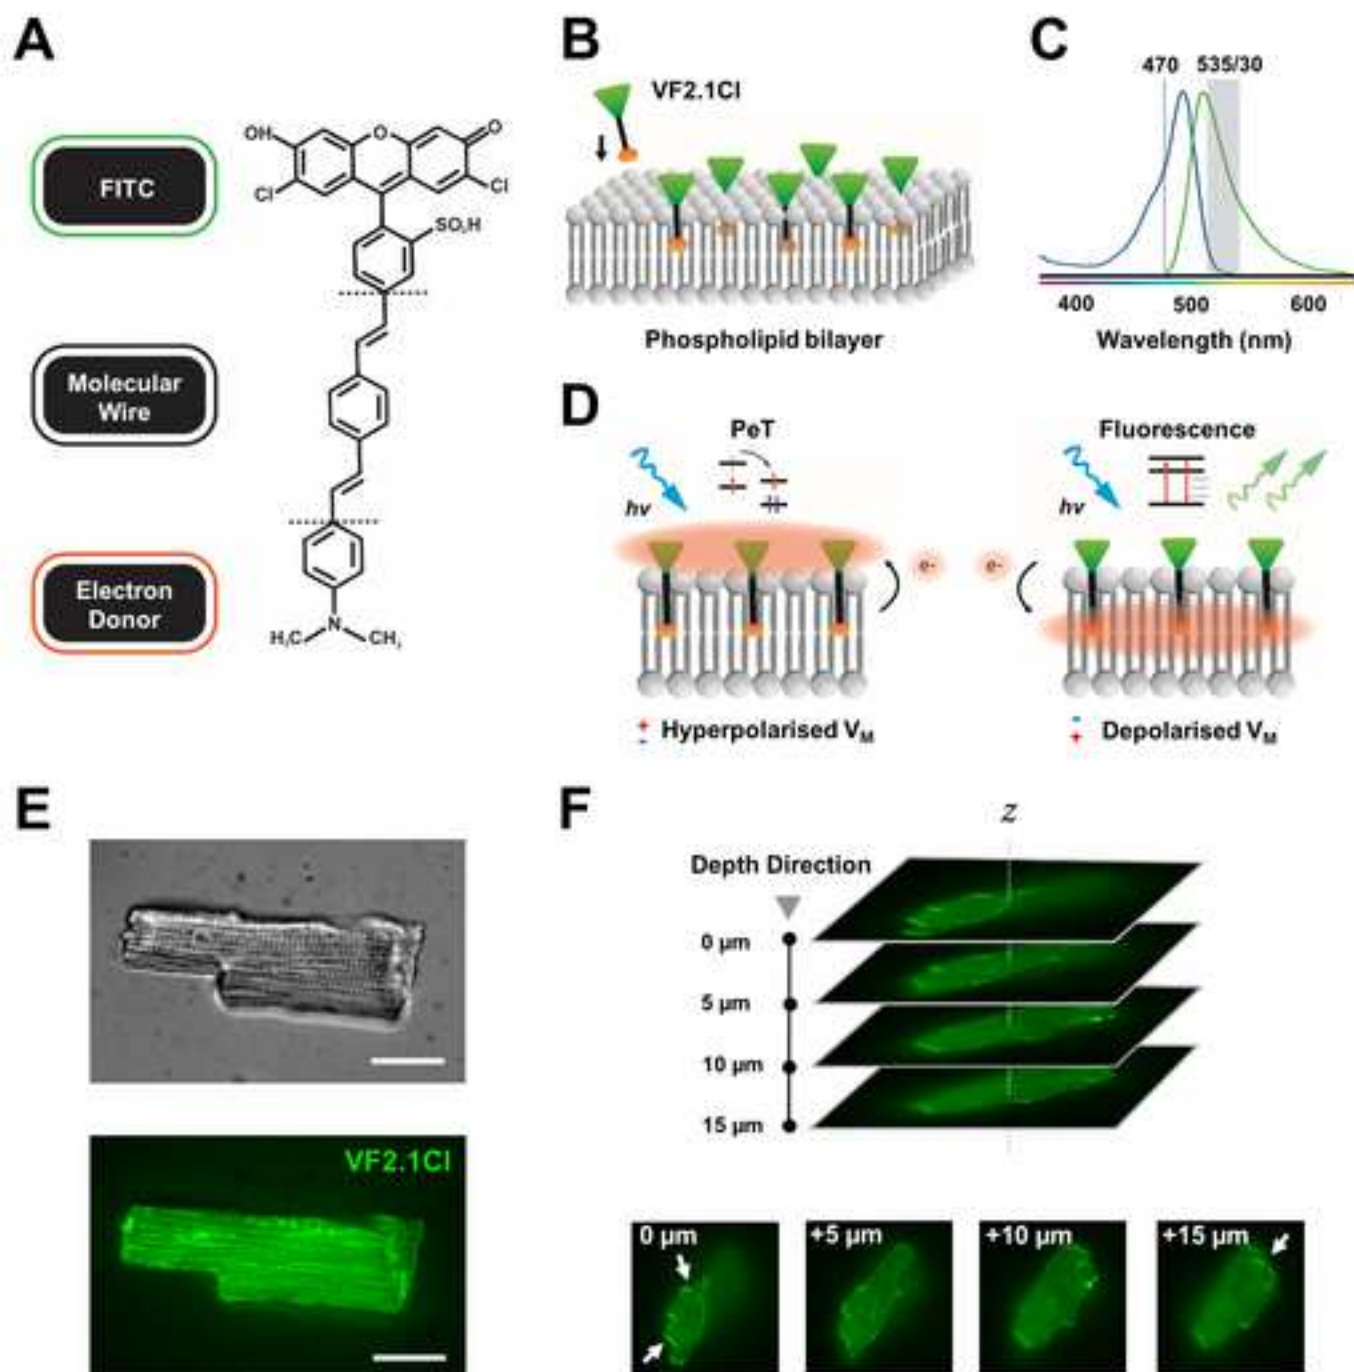 A
FITC
Molecular
Wire
Electron
Donor
OH
O
O
Cl
Cl
SO₃H
N
H₃C
CH₃
B
VF2.1Cl
Phospholipid bilayer
C
470
535/30
400
500
600
Wavelength (nm)
D
PeT
hv
e-
Hyperpolarised VM
Fluorescence
hv
e-
Depolarised VM
E
VF2.1Cl
F
z
Depth Direction
0 µm
5 µm
10 µm
15 µm
0 µm
+5 µm
+10 µm
+15 µm